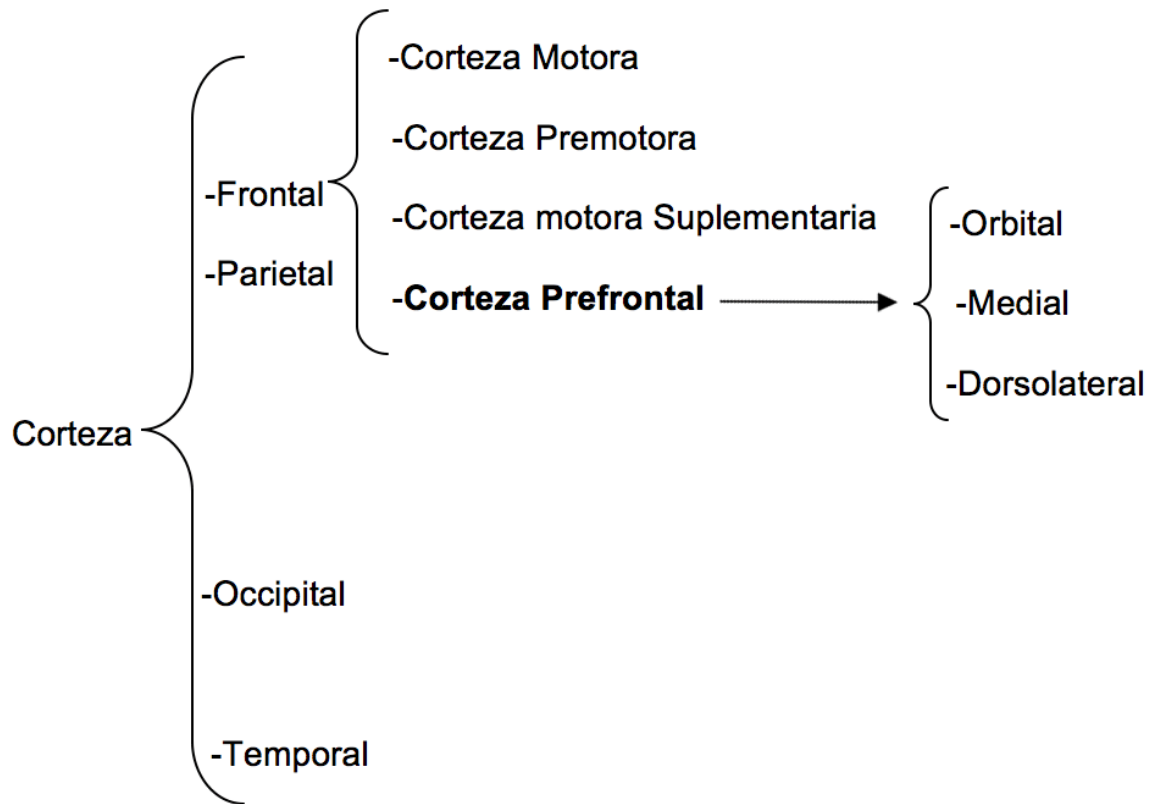 Corteza
-Frontal
-Parietal
-Occipital
-Temporal
-Corteza Motora
-Corteza Premotora
-Corteza motora Suplementaria
-Corteza Prefrontal
-Orbital
-Medial
-Dorsolateral